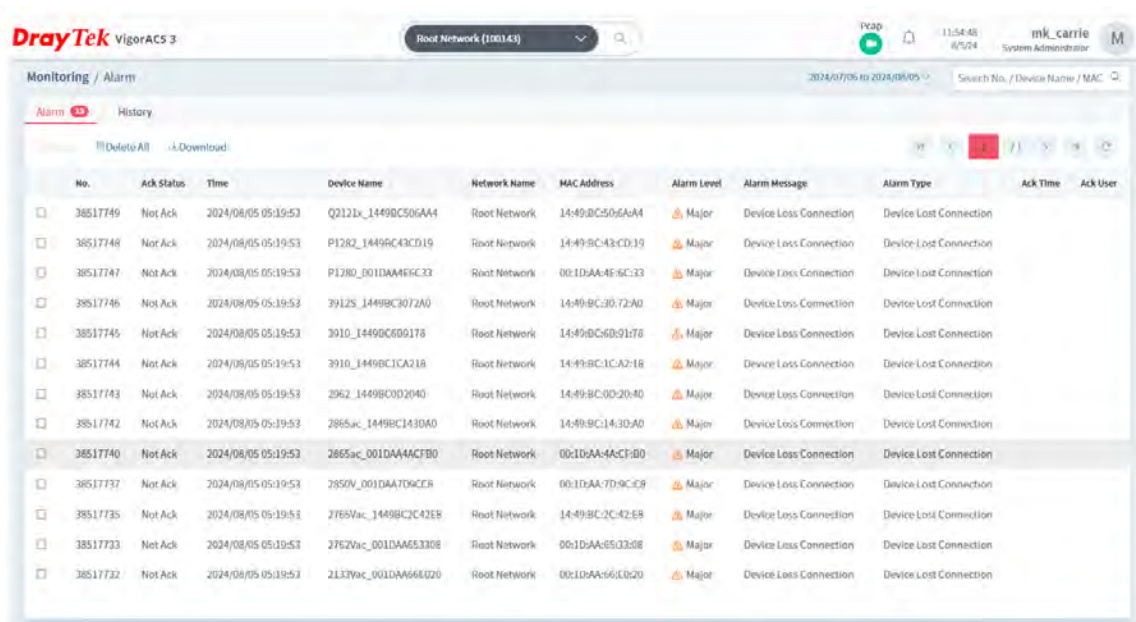 DrayTek VigorACS 3 Root Network (100143) Pcap 11:54:48 mk_carrie M
8/5/24 System Administrator
Monitoring / Alarm 2024/07/06 to 2024/08/05 Search No. / Device Name / MAC
Alarm 13 History
Delete All Download 1 / 1
No. Ack Status Time Device Name Network Name MAC Address Alarm Level Alarm Message Alarm Type Ack Time Ack User
38517749 Not Ack 2024/08/05 05:19:53 Q2121x_1449BC506AA4 Root Network 14:49:BC:50:6A:A4 Major Device Loss Connection Device Lost Connection
38517748 Not Ack 2024/08/05 05:19:53 P1282_1449BC43CD19 Root Network 14:49:BC:43:CD:19 Major Device Loss Connection Device Lost Connection
38517747 Not Ack 2024/08/05 05:19:53 P1280_001DAA4E6C33 Root Network 00:1D:AA:4E:6C:33 Major Device Loss Connection Device Lost Connection
38517746 Not Ack 2024/08/05 05:19:53 3912S_1449BC3072A0 Root Network 14:49:BC:30:72:A0 Major Device Loss Connection Device Lost Connection
38517745 Not Ack 2024/08/05 05:19:53 3910_1449BC6B9178 Root Network 14:49:BC:6B:91:78 Major Device Loss Connection Device Lost Connection
38517744 Not Ack 2024/08/05 05:19:53 3910_1449BC1CA218 Root Network 14:49:BC:1C:A2:18 Major Device Loss Connection Device Lost Connection
38517743 Not Ack 2024/08/05 05:19:53 2962_1449BC0D2040 Root Network 14:49:BC:0D:20:40 Major Device Loss Connection Device Lost Connection
38517742 Not Ack 2024/08/05 05:19:53 2865ac_1449BC1430A0 Root Network 14:49:BC:14:30:A0 Major Device Loss Connection Device Lost Connection
38517740 Not Ack 2024/08/05 05:19:53 2865ac_001DAA4ACFB0 Root Network 00:1D:AA:4A:CF:B0 Major Device Loss Connection Device Lost Connection
38517737 Not Ack 2024/08/05 05:19:53 2850V_001DAA7D9CC8 Root Network 00:1D:AA:7D:9C:C8 Major Device Loss Connection Device Lost Connection
38517735 Not Ack 2024/08/05 05:19:53 2765Vac_1449BC2C42E8 Root Network 14:49:BC:2C:42:E8 Major Device Loss Connection Device Lost Connection
38517733 Not Ack 2024/08/05 05:19:53 2762Vac_001DAA653308 Root Network 00:1D:AA:65:33:08 Major Device Loss Connection Device Lost Connection
38517732 Not Ack 2024/08/05 05:19:53 2133Vac_001DAA66E020 Root Network 00:1D:AA:66:E0:20 Major Device Loss Connection Device Lost Connection